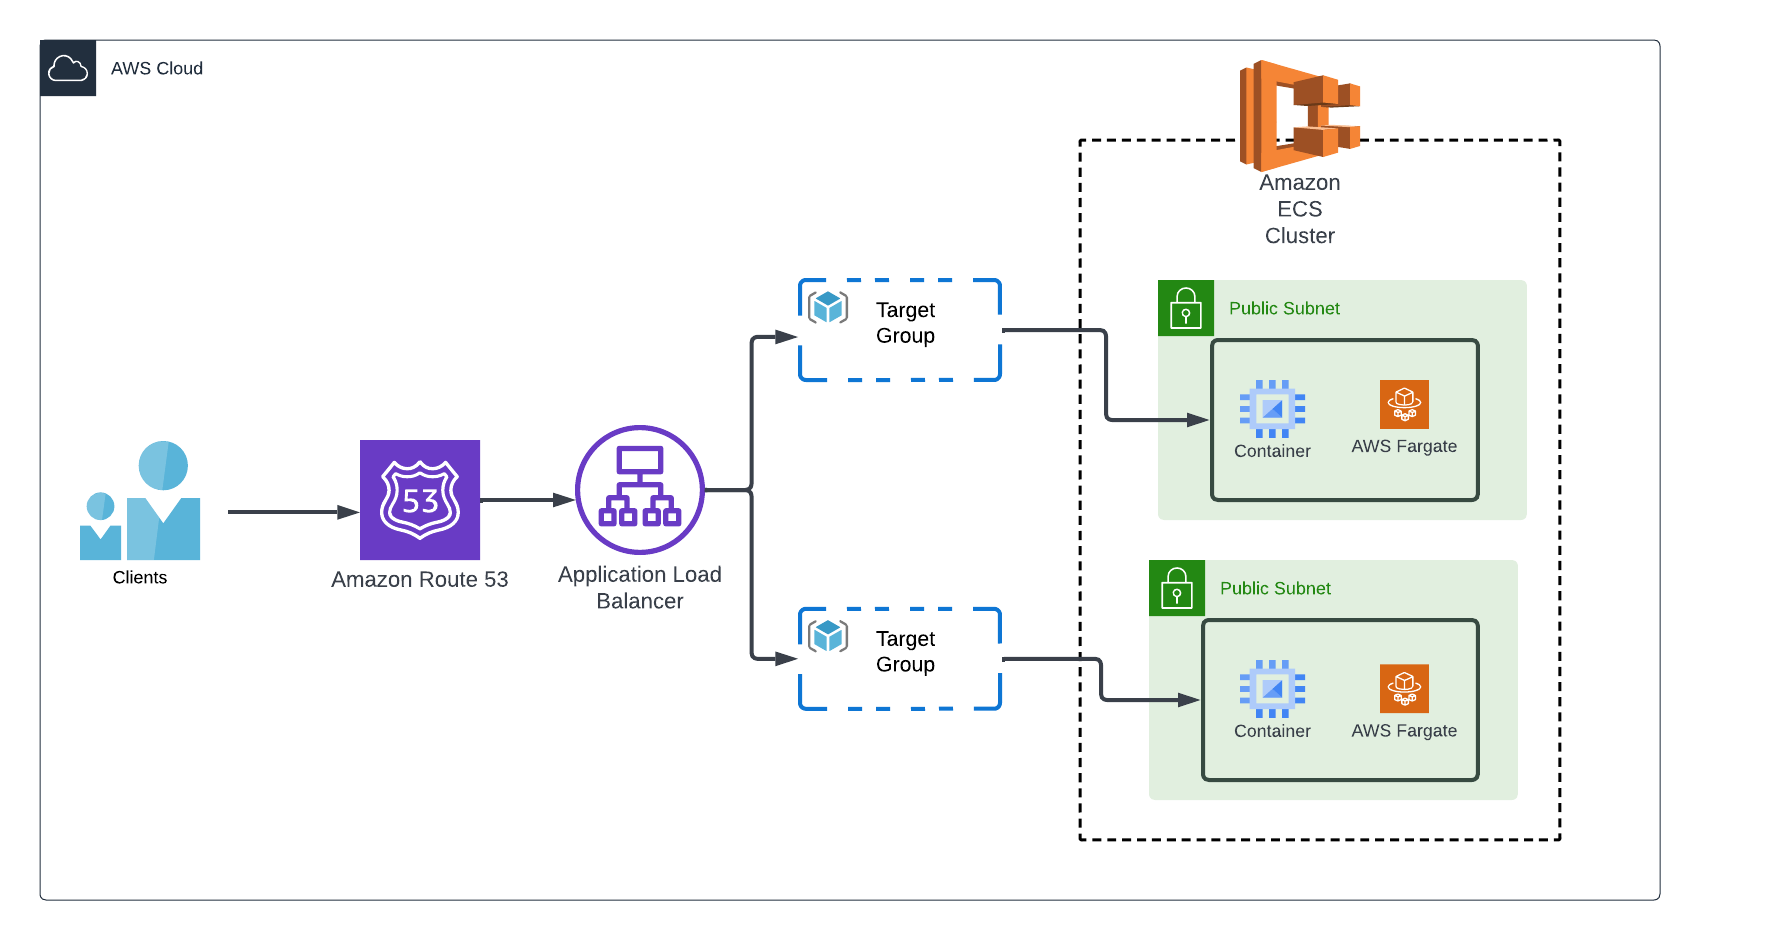 AWS Cloud
Amazon
ECS
Cluster
Target
Group
Public Subnet
Container
AWS Fargate
53
Clients
Amazon Route 53
Application Load
Balancer
Target
Group
Public Subnet
Container
AWS Fargate